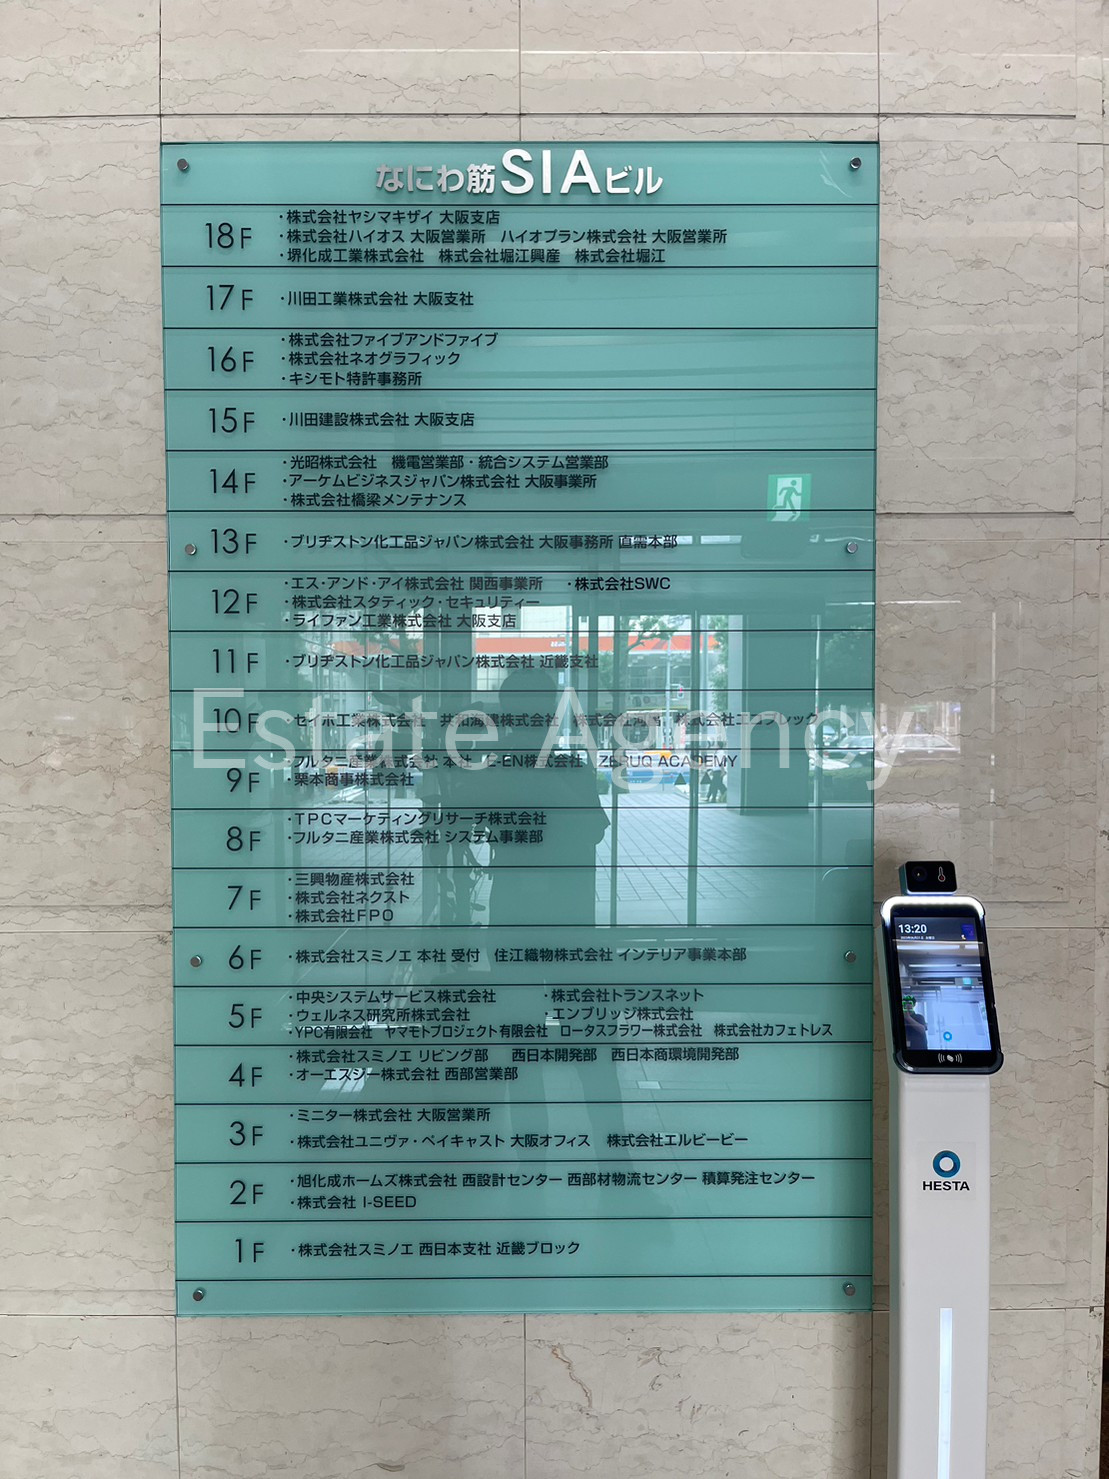 なにわ筋SIAビル
18F
・株式会社ヤシマキザイ 大阪支店
・株式会社ハイオス 大阪営業所　ハイオプラン株式会社 大阪営業所
・堺化成工業株式会社　株式会社堀江興産　株式会社堀江
17F ・川田工業株式会社 大阪支社
16F
・株式会社ファイブアンドファイブ
・株式会社ネオグラフィック
・キシモト特許事務所
15F ・川田建設株式会社 大阪支店
14F
・光昭株式会社　機電営業部・統合システム営業部
・アーケムビジネスジャパン株式会社 大阪事業所
・株式会社橋梁メンテナンス
13F ・ブリヂストン化工品ジャパン株式会社 大阪事務所 直需本部
12F
・エス・アンド・アイ株式会社 関西事業所　・株式会社SWC
・株式会社スタティック・セキュリティー
・ライファン工業株式会社 大阪支店
11F ・ブリヂストン化工品ジャパン株式会社 近畿支社
10F ・セイホ工業株式会社　共和海運株式会社　株式会社
Estate Agency
9F
・フルタニ産業株式会社 本社　E-EN株式会社　ZERUQ ACADEMY
・栗本商事株式会社
8F
・TPCマーケティングリサーチ株式会社
・フルタニ産業株式会社 システム事業部
7F
・三興物産株式会社
・株式会社ネクスト
・株式会社FPO
6F ・株式会社スミノエ 本社 受付　住江織物株式会社 インテリア事業本部
5F
・中央システムサービス株式会社　・株式会社トランスネット
・ウェルネス研究所株式会社　・エンブリッジ株式会社
・YPC有限会社　ヤマモトプロジェクト有限会社　ロータスフラワー株式会社　株式会社カフェトレス
4F
・株式会社スミノエ リビング部　西日本開発部　西日本商環境開発部
・オーエスジー株式会社 西部営業部
3F
・ミニター株式会社 大阪営業所
・株式会社ユニヴァ・ペイキャスト 大阪オフィス　株式会社エルビービー
2F
・旭化成ホームズ株式会社 西設計センター 西部材物流センター 積算発注センター
・株式会社 I-SEED
1F ・株式会社スミノエ 西日本支社 近畿ブロック
13:20
HESTA